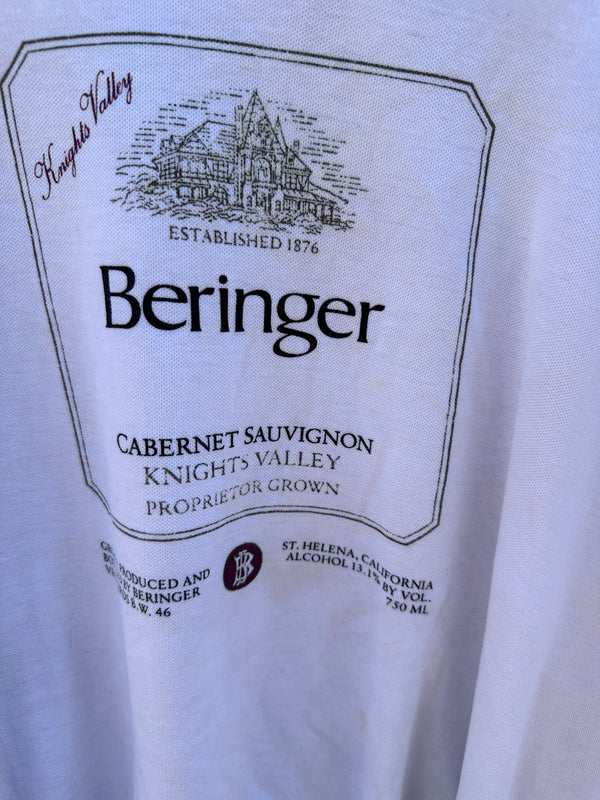 Knights Valley
ESTABLISHED 1876
Beringer
CABERNET SAUVIGNON
KNIGHTS VALLEY
PROPRIETOR GROWN
PRODUCED AND
BY BERINGER
B.W. 46
B
ST. HELENA, CALIFORNIA
ALCOHOL 13.1% BY VOL.
750 ML